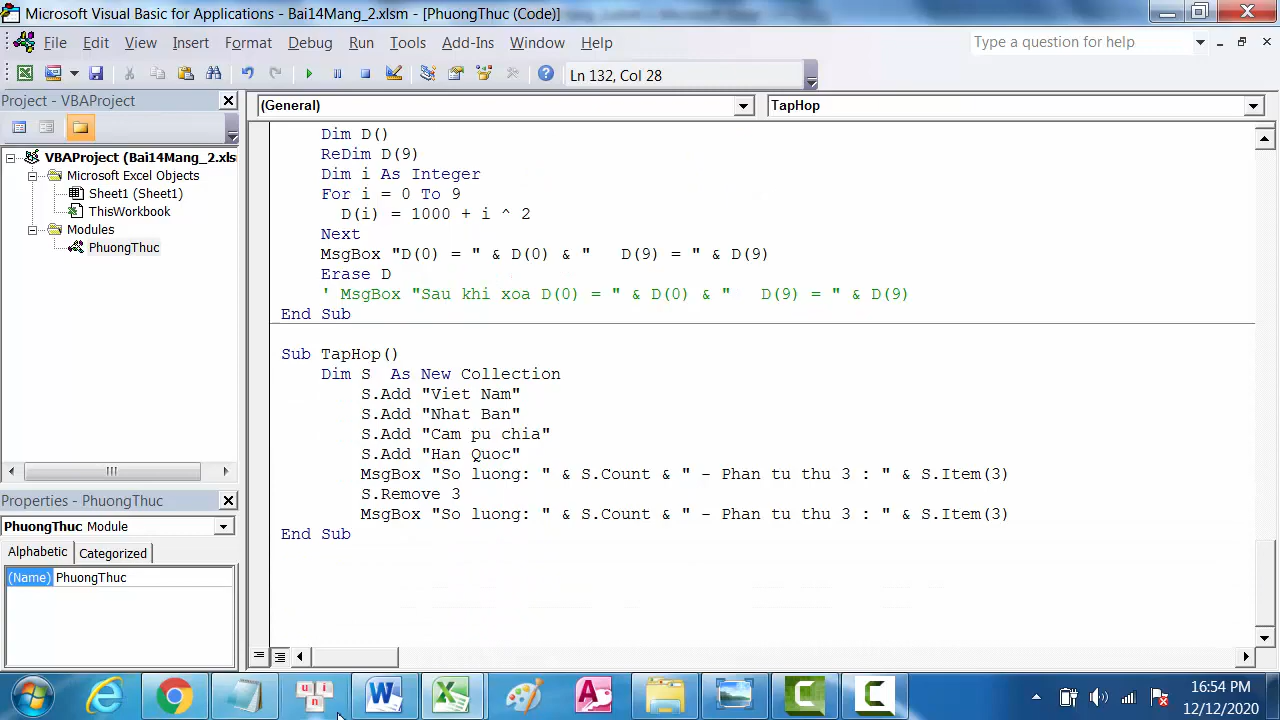 Microsoft Visual Basic for Applications - Bai14Mang_2.xlsm - [PhuongThuc (Code)]
File Edit View Insert Format Debug Run Tools Add-Ins Window Help
Type a question for help
Ln 132, Col 28
Project - VBAProject
(General)
TapHop
VBAProject (Bai14Mang_2.xls
Microsoft Excel Objects
Sheet1 (Sheet1)
ThisWorkbook
Modules
PhuongThuc
Properties - PhuongThuc
PhuongThuc Module
Alphabetic Categorized
(Name) PhuongThuc
Dim D()
ReDim D(9)
Dim i As Integer
For i = 0 To 9
D(i) = 1000 + i ^ 2
Next
MsgBox "D(0) = " & D(0) & "   D(9) = " & D(9)
Erase D
' MsgBox "Sau khi xoa D(0) = " & D(0) & "   D(9) = " & D(9)
End Sub
Sub TapHop()
Dim S  As New Collection
S.Add "Viet Nam"
S.Add "Nhat Ban"
S.Add "Cam pu chia"
S.Add "Han Quoc"
MsgBox "So luong: " & S.Count & " - Phan tu thu 3 : " & S.Item(3)
S.Remove 3
MsgBox "So luong: " & S.Count & " - Phan tu thu 3 : " & S.Item(3)
End Sub
u i
n
16:54 PM
12/12/2020